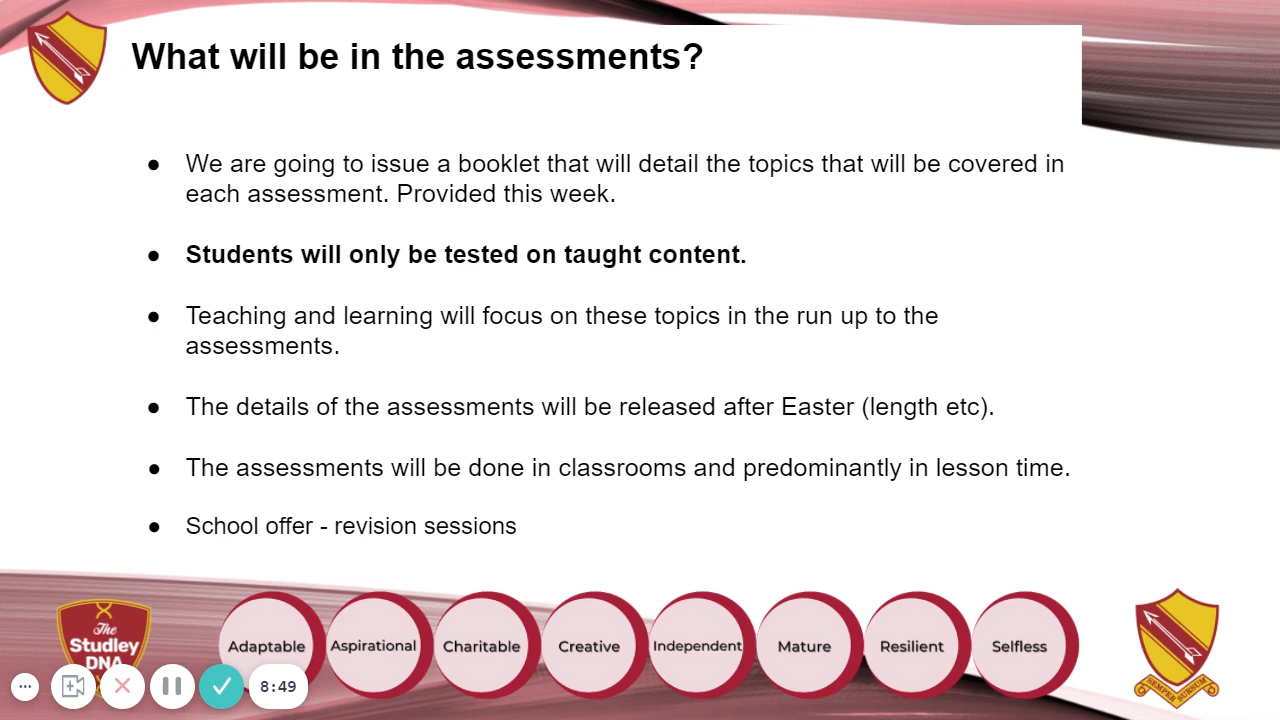 What will be in the assessments?
● We are going to issue a booklet that will detail the topics that will be covered in
each assessment. Provided this week.
● Students will only be tested on taught content.
● Teaching and learning will focus on these topics in the run up to the
assessments.
● The details of the assessments will be released after Easter (length etc).
● The assessments will be done in classrooms and predominantly in lesson time.
● School offer - revision sessions
The
Studley
DNA
Adaptable
Aspirational
Charitable
Creative
Independent
Mature
Resilient
Selfless
8:49
SEMPER SURSUM